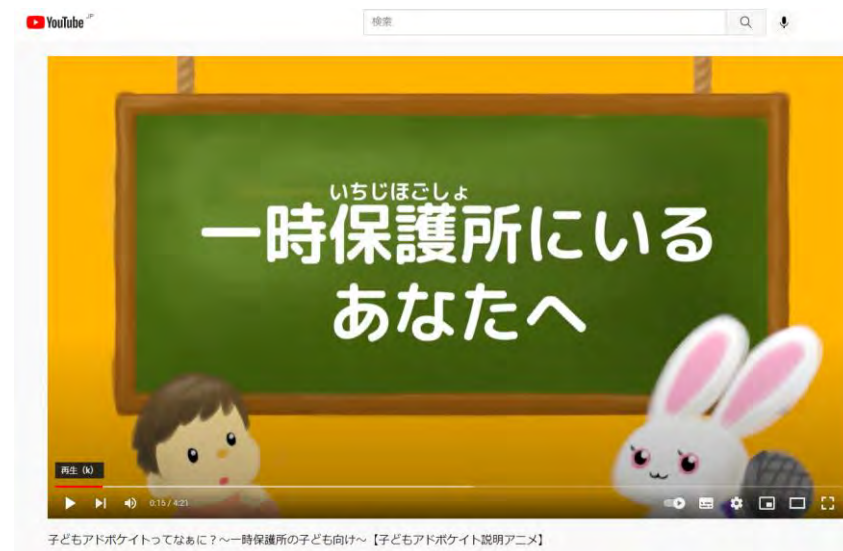 YouTube JP
検索
いちじほごしょ
一時保護所にいる
あなたへ
再生 (k)
0:15 / 4:21
子どもアドボケイトってなぁに？～一時保護所の子ども向け～【子どもアドボケイト説明アニメ】